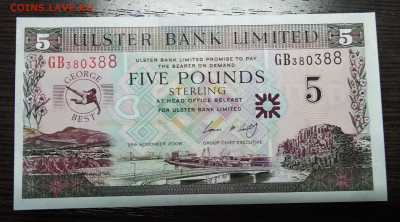 COINS.LAVE.RU
5 ULSTER BANK LIMITED 5
GB380388
ULSTER BANK LIMITED PROMISE TO PAY
THE BEARER ON DEMAND
GB380388
FIVE POUNDS
STERLING
AT HEAD OFFICE BELFAST
FOR ULSTER BANK LIMITED
GEORGE
BEST
5
25TH NOVEMBER 2006
GROUP CHIEF EXECUTIVE